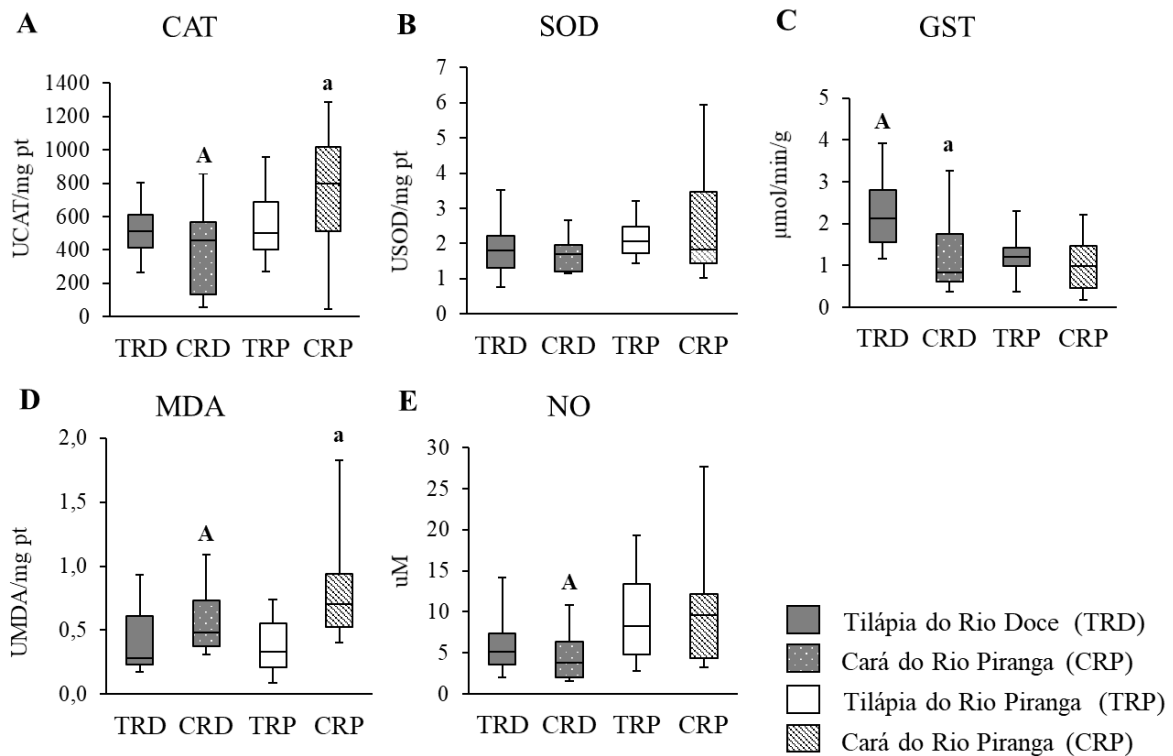 A
CAT
UCAT/mg pt
1400
1200
1000
800
600
400
200
0
A
a
TRD CRD TRP CRP
B
SOD
USOD/mg pt
7
6
5
4
3
2
1
0
TRD CRD TRP CRP
C
GST
µmol/min/g
5
4
3
2
1
0
A
a
TRD CRD TRP CRP
D
MDA
UMDA/mg pt
2,0
1,5
1,0
0,5
0,0
A
a
TRD CRD TRP CRP
E
NO
uM
30
25
20
15
10
5
0
A
TRD CRD TRP CRP
Tilápia do Rio Doce (TRD)
Cará do Rio Piranga (CRP)
Tilápia do Rio Piranga (TRP)
Cará do Rio Piranga (CRP)